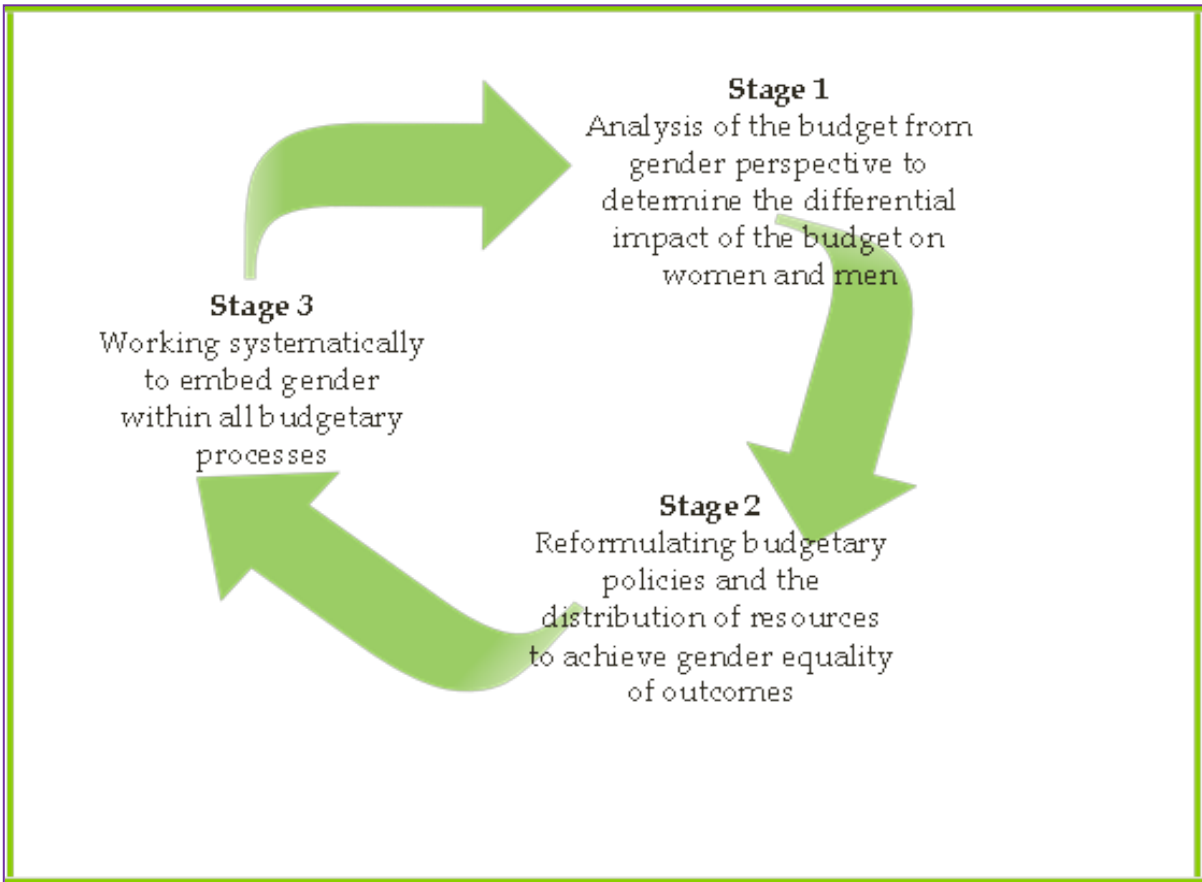 Stage 1
Analysis of the budget from
gender perspective to
determine the differential
impact of the budget on
women and men
Stage 2
Reformulating budgetary
policies and the
distribution of resources
to achieve gender equality
of outcomes
Stage 3
Working systematically
to embed gender
within all budgetary
processes